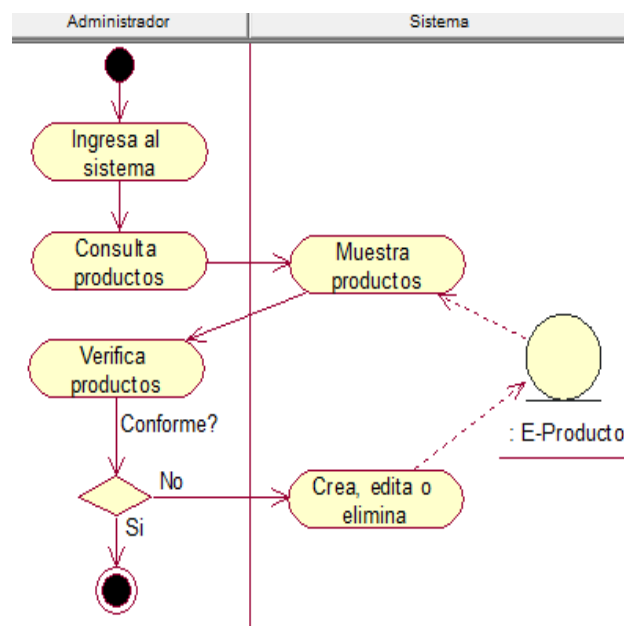 Administrador
Sistema
Ingresa al
sistema
Consulta
productos
Muestra
productos
Verifica
productos
Conforme?
: E-Producto
No
Crea, edita o
elimina
Si